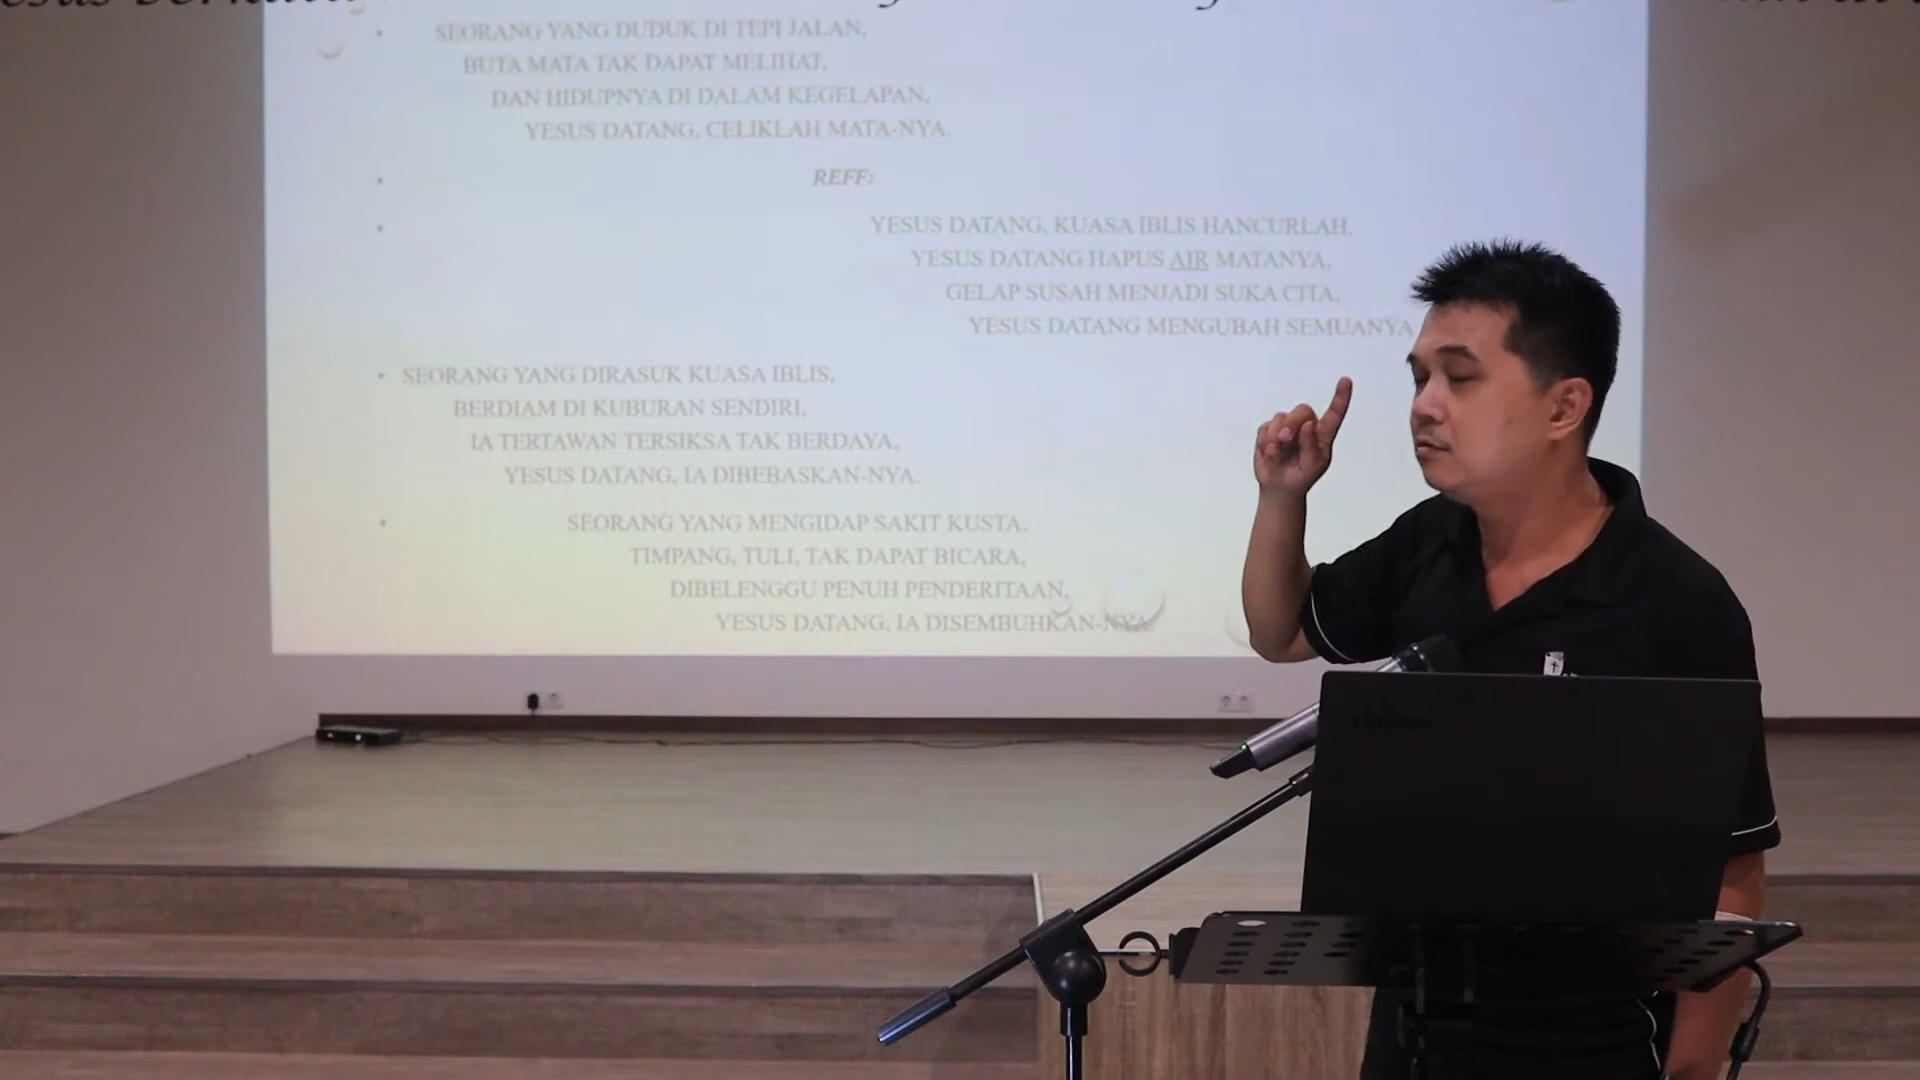 SEORANG YANG DUDUK DI TEPI JALAN,
BUTA MATA TAK DAPAT MELIHAT,
DAN HIDUPNYA DI DALAM KEGELAPAN,
YESUS DATANG, CELIKLAH MATA-NYA.
REFF:
YESUS DATANG, KUASA IBLIS HANCURLAH,
YESUS DATANG HAPUS AIR MATANYA,
GELAP SUSAH MENJADI SUKA CITA,
YESUS DATANG MENGUBAH SEMUANYA
SEORANG YANG DIRASUK KUASA IBLIS,
BERDIAM DI KUBURAN SENDIRI,
IA TERTAWAN TERSIKSA TAK BERDAYA,
YESUS DATANG, IA DIBEBASKAN-NYA.
SEORANG YANG MENGIDAP SAKIT KUSTA,
TIMPANG, TULI, TAK DAPAT BICARA,
DIBELENGGU PENUH PENDERITAAN,
YESUS DATANG, IA DISEMBUHKAN-NYA.